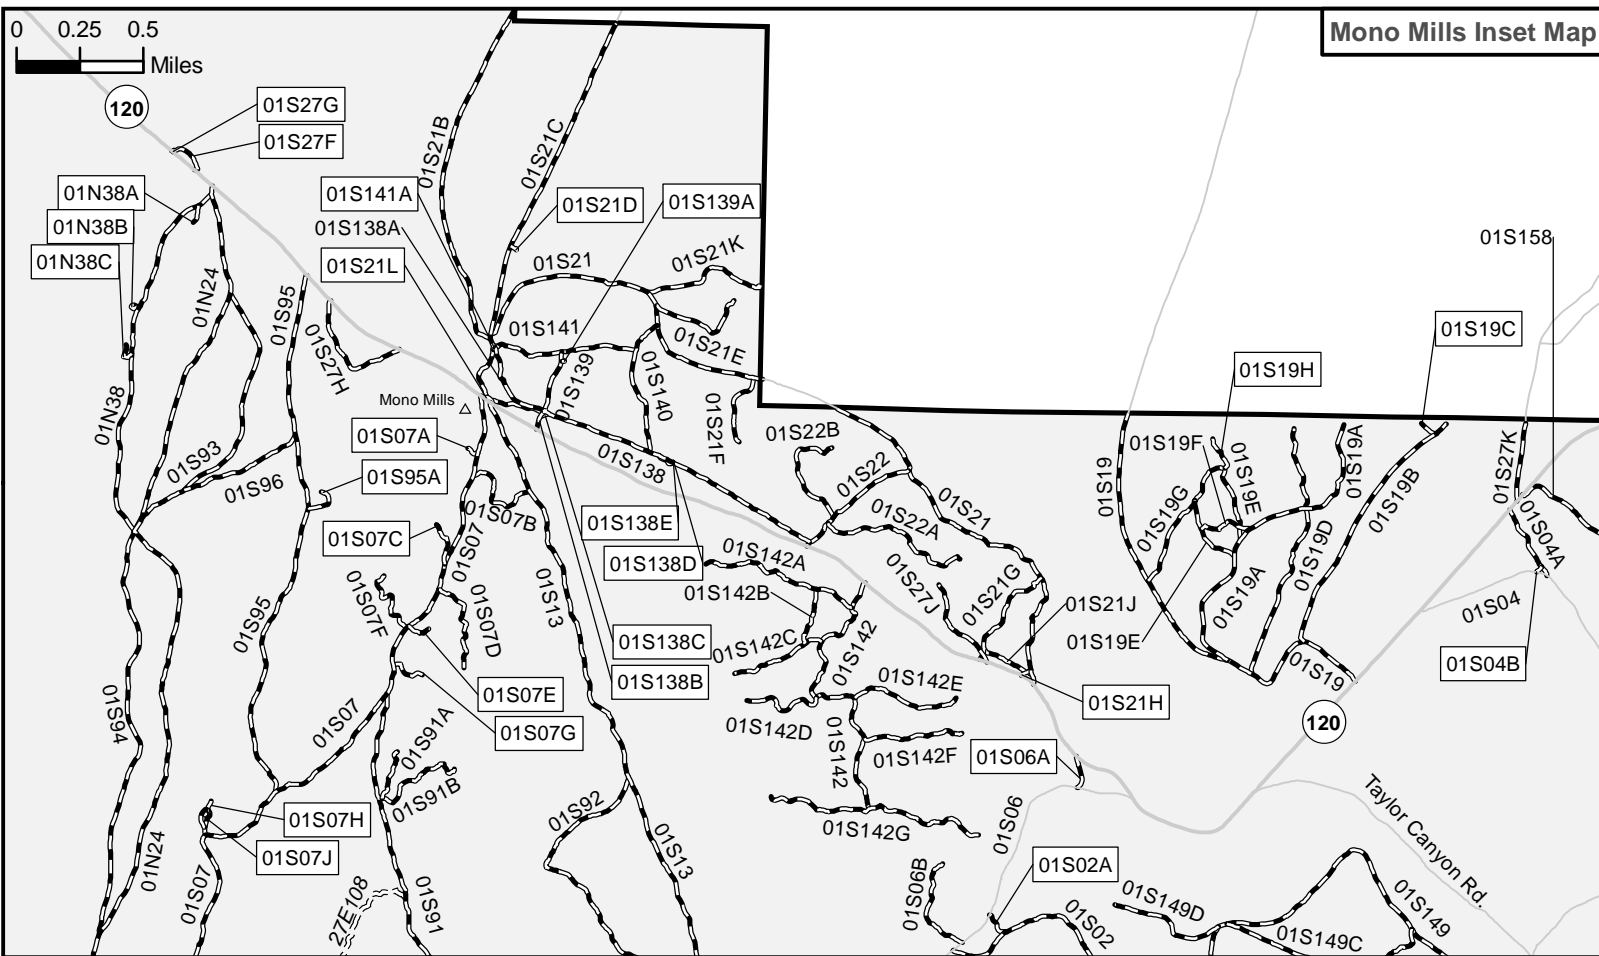 0 0.25 0.5
Miles
Mono Mills Inset Map
120
01S27G
01S27F
01N38A
01N38B
01N38C
01S141A
01S138A
01S21L
01S21B
01S21C
01S21D
01S139A
01S21
01S21K
01S158
01N24
01S95
01S27H
01S141
01S139
01S21E
01S140
01S21F
01S19C
01S19H
01N38
Mono Mills
01S07A
01S93
01S96
01S95A
01S07B
01S138
01S22B
01S22
01S19
01S19F
01S19G
01S19E
01S19A
01S19B
01S27K
01S07C
01S07
01S138E
01S138D
01S22A
01S21
01S19D
01S04A
01S07F
01S07D
01S13
01S142A
01S142B
01S27J
01S21G
01S21J
01S19E
01S19A
01S04
01S95
01S138C
01S138B
01S142C
01S142
01S21H
01S19
01S04B
01S94
01S07
01S07E
01S07G
01S91A
01S91B
01S142E
01S142D
01S142
01S142F
01S06A
120
01S07H
01S07J
01S92
01S13
01S142G
01S06
Taylor Canyon Rd.
01N24
01S07
27E108
01S91
01S06B
01S02A
01S02
01S149D
01S149C
01S149